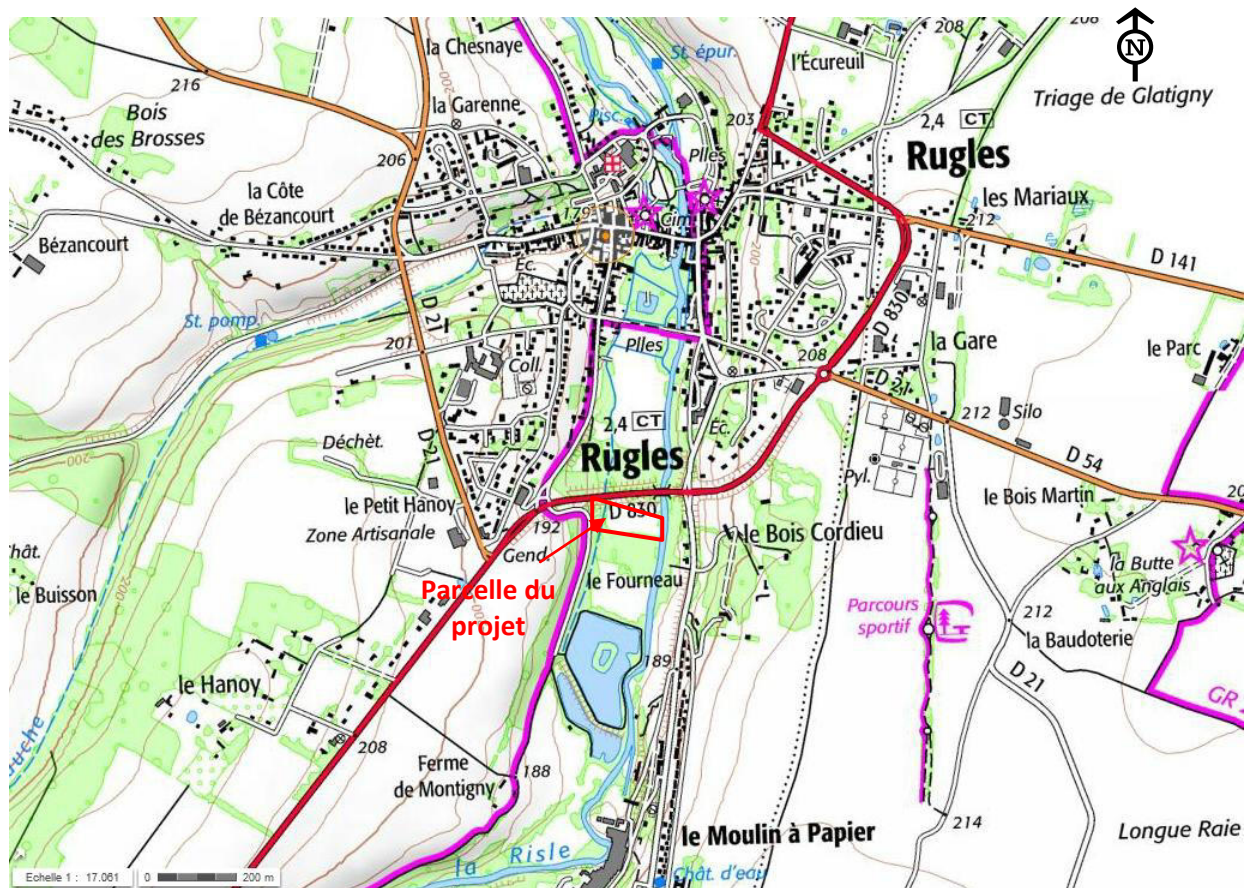 la Chesnaye
208
208
N
216
St. épur.
l'Écureuil
Triage de Glatigny
Bois
des Brosses
la Garenne
Pisc.
203
2,4 CT
206
Plles
Rugles
la Côte
de Bézancourt
les Mariaux
179
Cim.
212
Bézancourt
D 141
Éc.
D 830
St. pomp.
D 21
201
Plles
208
la Gare
le Parc
D 21
Coll.
212
Silo
2,4 CT
Déchèt.
Éc.
Rugles
D 54
D 21
Pyl.
le Petit Hanoy
le Bois Martin
192
D 830
Zone Artisanale
Gend.
le Bois Cordieu
Chât.
le Buisson
le Fourneau
la Butte
aux Anglais
Parcelle du
projet
Parcours
sportif
212
la Baudoterie
189
le Hanoy
D 21
GR
208
Ferme
de Montigny
188
214
le Moulin à Papier
Longue Raie
la Risle
Chât. d'eau
Echelle 1 : 17.061
0 200 m